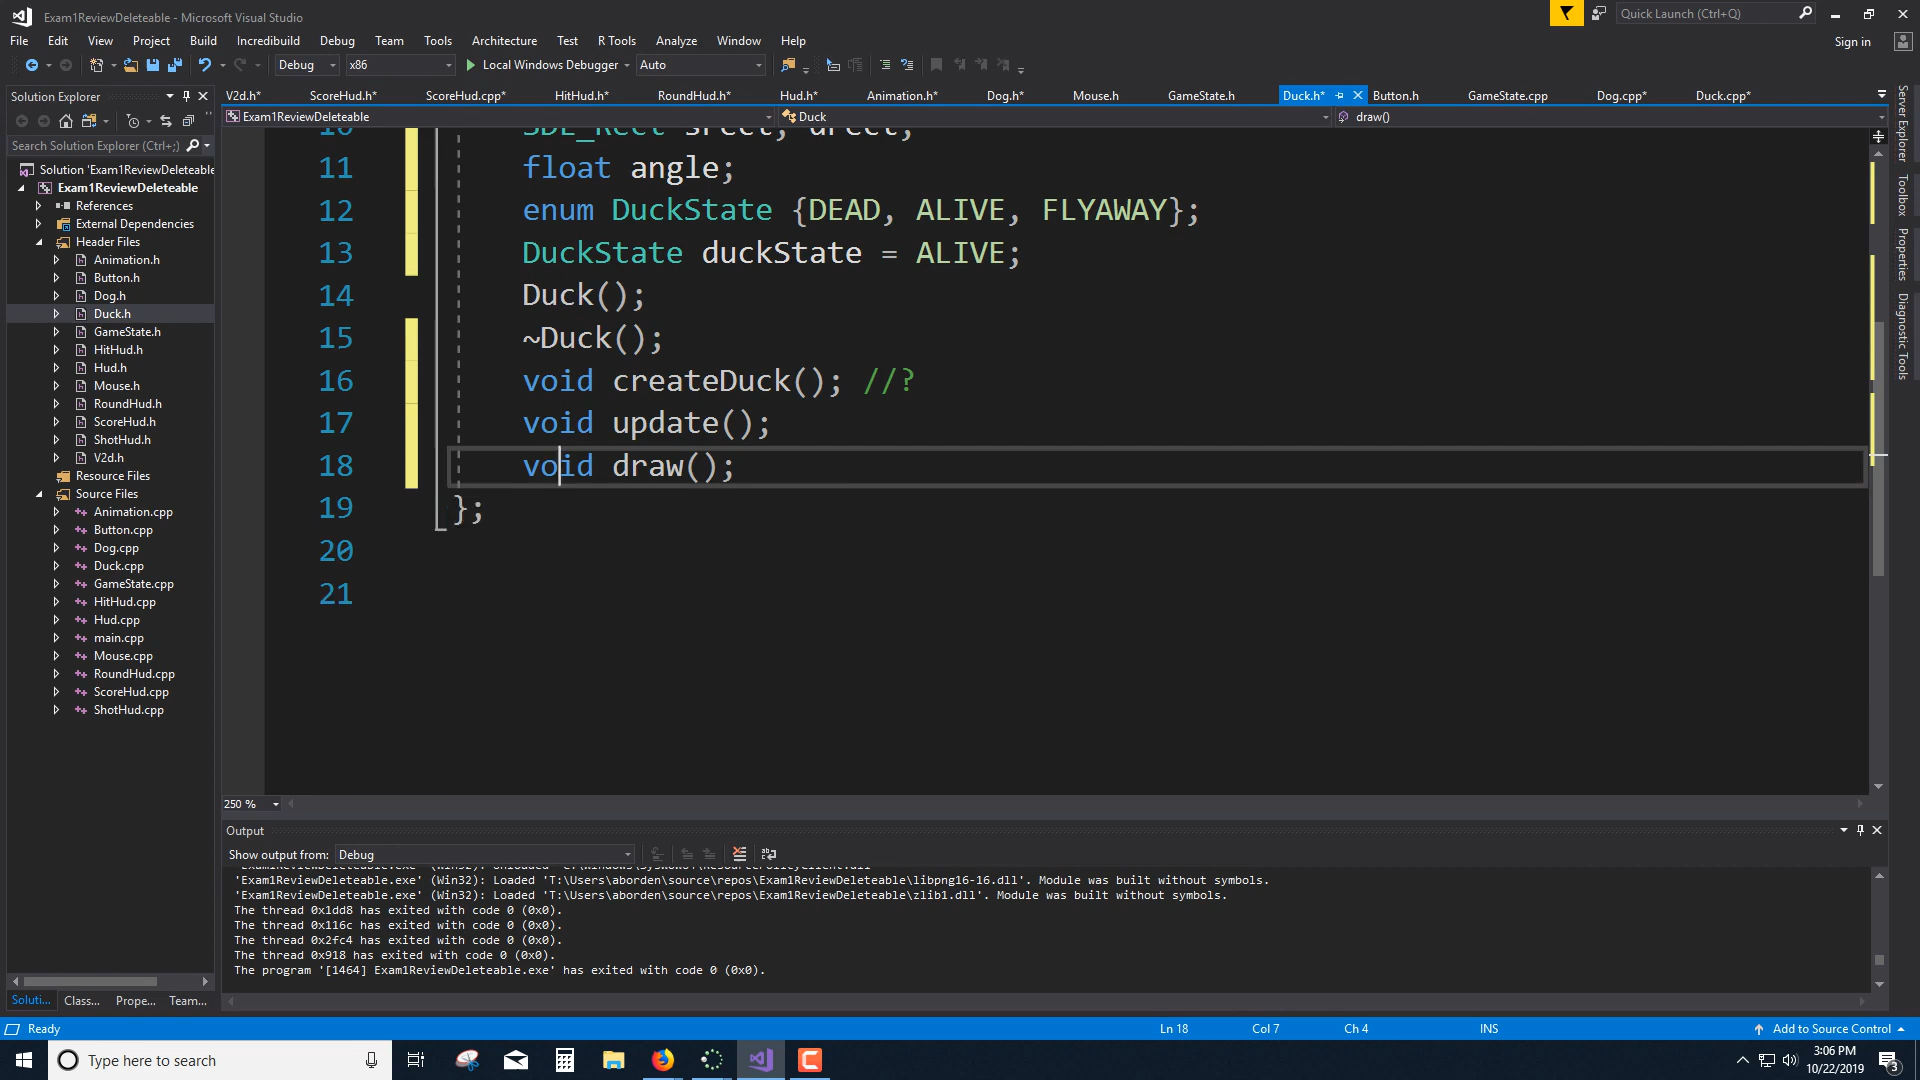 Exam1ReviewDeleteable - Microsoft Visual Studio
Quick Launch (Ctrl+Q)
File Edit View Project Build Incredibuild Debug Team Tools Architecture Test R Tools Analyze Window Help
Sign in
Debug x86 Local Windows Debugger Auto
Solution Explorer
V2d.h* ScoreHud.h* ScoreHud.cpp* HitHud.h* RoundHud.h* Hud.h* Animation.h* Dog.h* Mouse.h GameState.h Duck.h* Button.h GameState.cpp Dog.cpp* Duck.cpp*
Exam1ReviewDeleteable Duck draw()
Search Solution Explorer (Ctrl+;)
Solution 'Exam1ReviewDeleteable
Exam1ReviewDeleteable
References
External Dependencies
Header Files
Animation.h
Button.h
Dog.h
Duck.h
GameState.h
HitHud.h
Hud.h
Mouse.h
RoundHud.h
ScoreHud.h
ShotHud.h
V2d.h
Resource Files
Source Files
Animation.cpp
Button.cpp
Dog.cpp
Duck.cpp
GameState.cpp
HitHud.cpp
Hud.cpp
main.cpp
Mouse.cpp
RoundHud.cpp
ScoreHud.cpp
ShotHud.cpp
Soluti... Class... Prope... Team...
10 SDL_Rect srect, drect;
11 float angle;
12 enum DuckState {DEAD, ALIVE, FLYAWAY};
13 DuckState duckState = ALIVE;
14 Duck();
15 ~Duck();
16 void createDuck(); //?
17 void update();
18 void draw();
19 };
20
21
250 %
Server Explorer
Toolbox
Properties
Diagnostic Tools
Output
Show output from: Debug
'Exam1ReviewDeleteable.exe' (Win32): Loaded 'T:\Users\aborden\source\repos\Exam1ReviewDeleteable\libpng16-16.dll'. Module was built without symbols.
'Exam1ReviewDeleteable.exe' (Win32): Loaded 'T:\Users\aborden\source\repos\Exam1ReviewDeleteable\zlib1.dll'. Module was built without symbols.
The thread 0x1dd8 has exited with code 0 (0x0).
The thread 0x116c has exited with code 0 (0x0).
The thread 0x2fc4 has exited with code 0 (0x0).
The thread 0x918 has exited with code 0 (0x0).
The program '[1464] Exam1ReviewDeleteable.exe' has exited with code 0 (0x0).
Ready Ln 18 Col 7 Ch 4 INS Add to Source Control
Type here to search
3:06 PM
10/22/2019
3